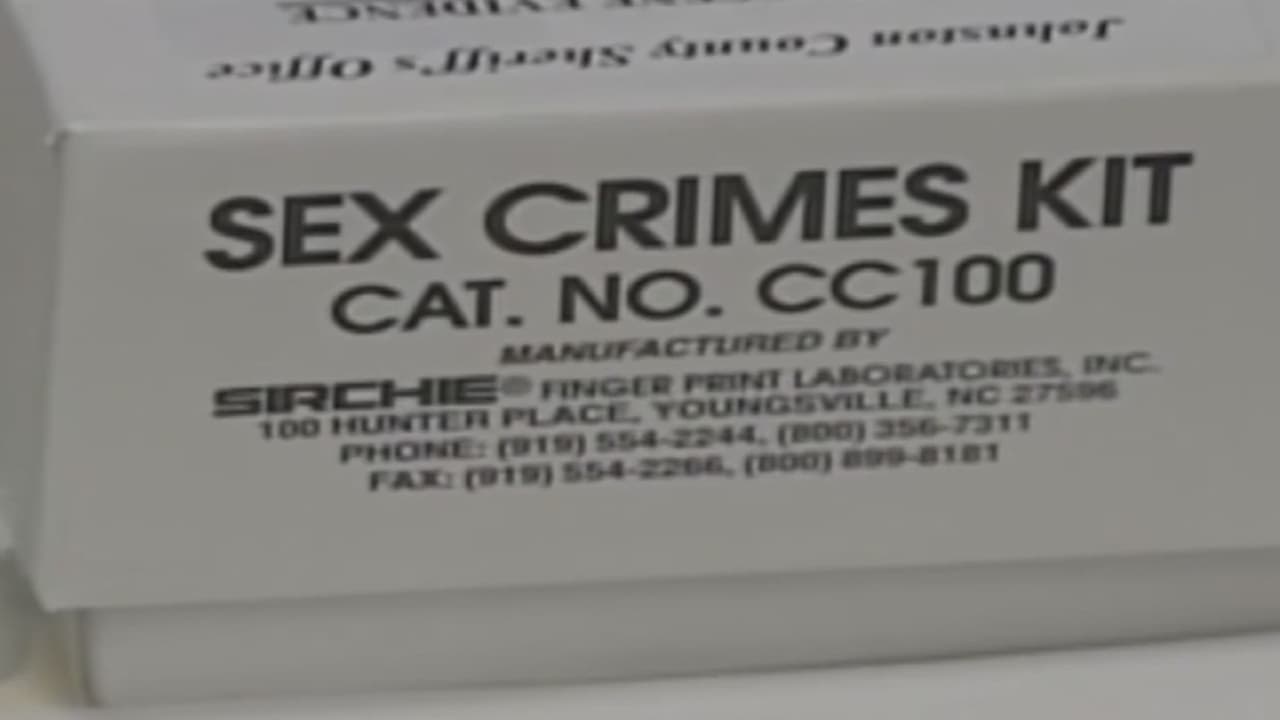 EVIDENCE
Johnston County Sheriff's Office
SEX CRIMES KIT
CAT. NO. CC100
MANUFACTURED BY
SIRCHIE® FINGER PRINT LABORATORIES, INC.
100 HUNTER PLACE, YOUNGSVILLE, NC 27596
PHONE: (919) 554-2244, (800) 356-7311
FAX: (919) 554-2266, (800) 899-8181